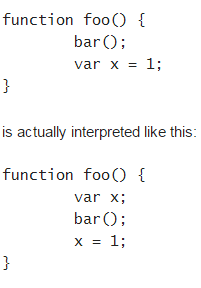 function foo() {
        bar();
        var x = 1;
}
is actually interpreted like this:
function foo() {
        var x;
        bar();
        x = 1;
}